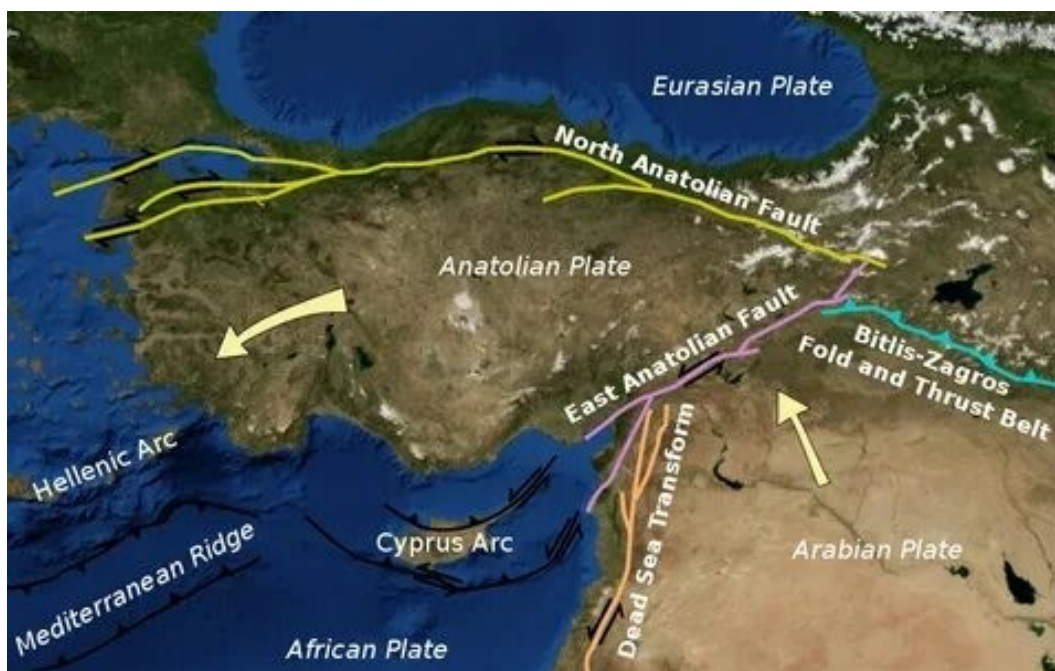 Eurasian Plate
North Anatolian Fault
Anatolian Plate
East Anatolian Fault
Bitlis-Zagros
Fold and Thrust Belt
Hellenic Arc
Dead Sea Transform
Cyprus Arc
Mediterranean Ridge
Arabian Plate
African Plate